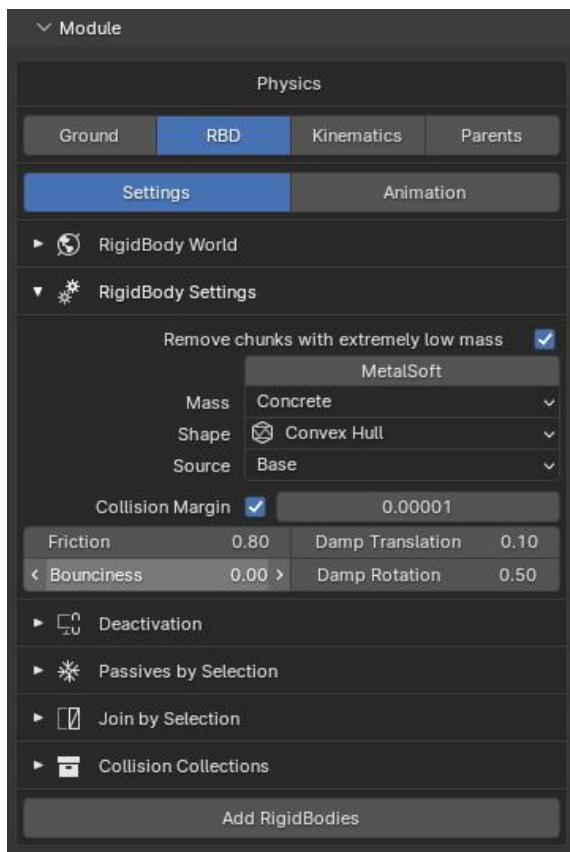 Module
Physics
Ground RBD Kinematics Parents
Settings Animation
RigidBody World
RigidBody Settings
Remove chunks with extremely low mass
MetalSoft
Mass Concrete
Shape Convex Hull
Source Base
Collision Margin 0.00001
Friction 0.80 Damp Translation 0.10
Bounciness 0.00 Damp Rotation 0.50
Deactivation
Passives by Selection
Join by Selection
Collision Collections
Add RigidBodies